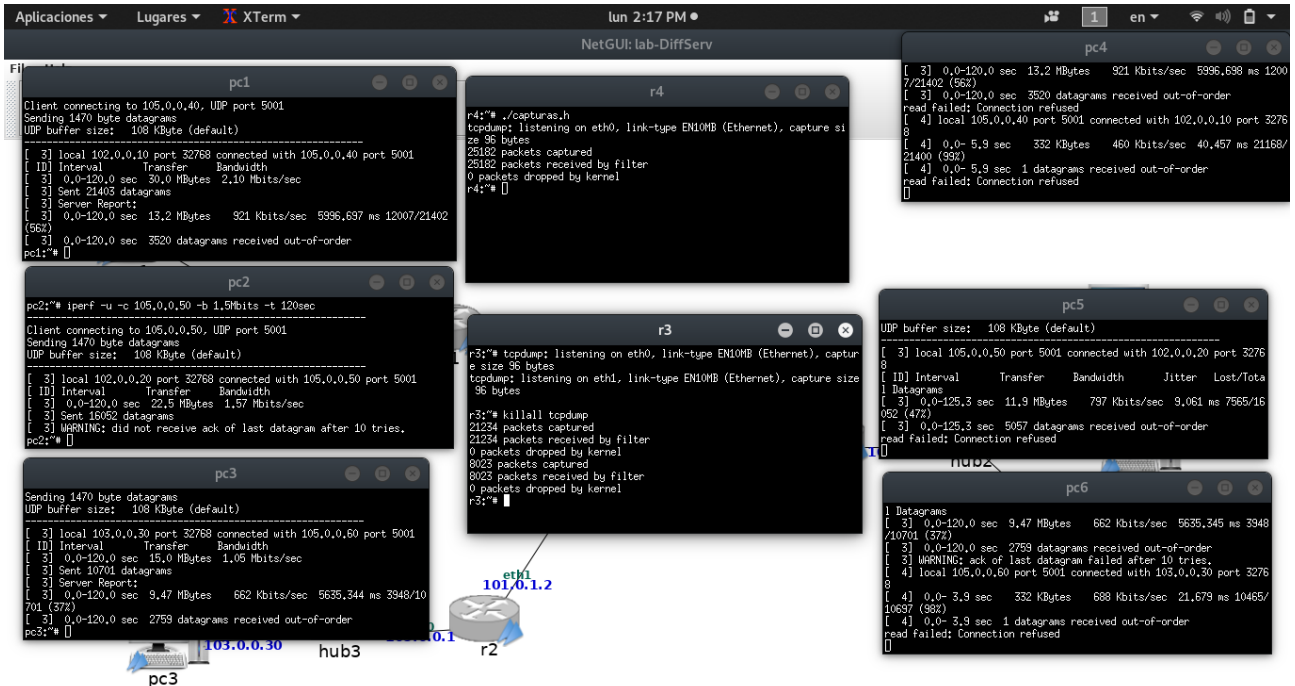 Aplicaciones Lugares XTerm lun 2:17 PM 1 en
NetGUI: lab-DiffServ
pc1
Client connecting to 105.0.0.40, UDP port 5001
Sending 1470 byte datagrams
UDP buffer size:   108 KByte (default)
------------------------------------------------------------
[  3] local 102.0.0.10 port 32768 connected with 105.0.0.40 port 5001
[ ID] Interval       Transfer     Bandwidth
[  3]  0.0-120.0 sec  30.0 MBytes  2.10 Mbits/sec
[  3] Sent 21403 datagrams
[  3] Server Report:
[  3]  0.0-120.0 sec  13.2 MBytes   921 Kbits/sec  5996.697 ms 12007/21402
(56%)
[  3]  0.0-120.0 sec  3520 datagrams received out-of-order
pc1:~#
pc2
pc2:~# iperf -u -c 105.0.0.50 -b 1.5Mbits -t 120sec
------------------------------------------------------------
Client connecting to 105.0.0.50, UDP port 5001
Sending 1470 byte datagrams
UDP buffer size:   108 KByte (default)
------------------------------------------------------------
[  3] local 102.0.0.20 port 32768 connected with 105.0.0.50 port 5001
[ ID] Interval       Transfer     Bandwidth
[  3]  0.0-120.0 sec  22.5 MBytes  1.57 Mbits/sec
[  3] Sent 16052 datagrams
[  3] WARNING: did not receive ack of last datagram after 10 tries.
pc2:~#
pc3
Sending 1470 byte datagrams
UDP buffer size:   108 KByte (default)
------------------------------------------------------------
[  3] local 103.0.0.30 port 32768 connected with 105.0.0.60 port 5001
[ ID] Interval       Transfer     Bandwidth
[  3]  0.0-120.0 sec  15.0 MBytes  1.05 Mbits/sec
[  3] Sent 10701 datagrams
[  3] Server Report:
[  3]  0.0-120.0 sec  9.47 MBytes   662 Kbits/sec  5635.344 ms 3948/10
701 (37%)
[  3]  0.0-120.0 sec  2759 datagrams received out-of-order
pc3:~#
r4
r4:~# ./capturas.h
tcpdump: listening on eth0, link-type EN10MB (Ethernet), capture si
ze 96 bytes
25182 packets captured
25182 packets received by filter
0 packets dropped by kernel
r4:~#
r3
r3:~# tcpdump: listening on eth0, link-type EN10MB (Ethernet), captur
e size 96 bytes
tcpdump: listening on eth1, link-type EN10MB (Ethernet), capture size
 96 bytes
r3:~# killall tcpdump
21234 packets captured
21234 packets received by filter
0 packets dropped by kernel
8023 packets captured
8023 packets received by filter
0 packets dropped by kernel
r3:~#
pc4
[  3]  0.0-120.0 sec  13.2 MBytes   921 Kbits/sec  5996.698 ms 1200
7/21402 (56%)
[  3]  0.0-120.0 sec  3520 datagrams received out-of-order
read failed: Connection refused
[  4] local 105.0.0.40 port 5001 connected with 102.0.0.10 port 3276
8
[  4]  0.0- 5.9 sec   332 KBytes   460 Kbits/sec  40.457 ms 21168/
21400 (99%)
[  4]  0.0- 5.9 sec  1 datagrams received out-of-order
read failed: Connection refused
pc5
UDP buffer size:   108 KByte (default)
------------------------------------------------------------
[  3] local 105.0.0.50 port 5001 connected with 102.0.0.20 port 3276
8
[ ID] Interval       Transfer     Bandwidth       Jitter  Lost/Tota
l Datagrams
[  3]  0.0-125.3 sec  11.9 MBytes   797 Kbits/sec  9.061 ms 7565/16
052 (47%)
[  3]  0.0-125.3 sec  5057 datagrams received out-of-order
read failed: Connection refused
hub2
pc6
l Datagrams
[  3]  0.0-120.0 sec  9.47 MBytes   662 Kbits/sec  5635.345 ms 3948
/10701 (37%)
[  3]  0.0-120.0 sec  2759 datagrams received out-of-order
[  3] WARNING: ack of last datagram failed after 10 tries.
[  4] local 105.0.0.60 port 5001 connected with 103.0.0.30 port 3276
8
[  4]  0.0- 3.9 sec   332 KBytes   688 Kbits/sec  21.679 ms 10465/
10697 (98%)
[  4]  0.0- 3.9 sec  1 datagrams received out-of-order
read failed: Connection refused
eth1
101.0.1.2
103.0.0.30
hub3
0.1
r2
pc3